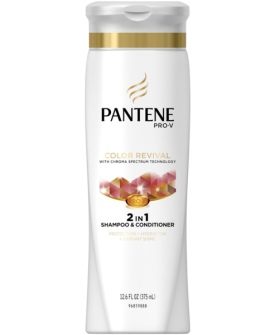 PANTENE
PRO-V
COLOR REVIVAL
WITH CHROMA SPECTRUM TECHNOLOGY
2 IN 1
SHAMPOO & CONDITIONER
12.6 FL OZ (375 mL)